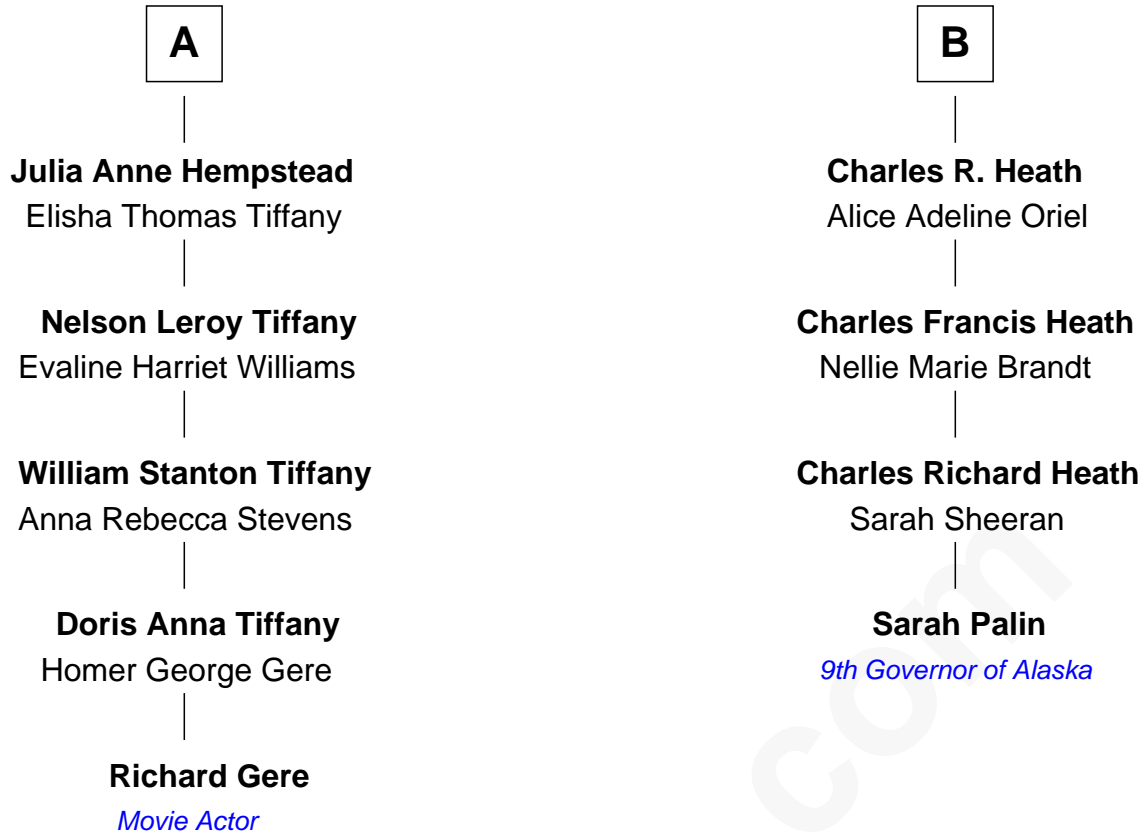 A
Julia Anne Hempstead
Elisha Thomas Tiffany
Nelson Leroy Tiffany
Evaline Harriet Williams
William Stanton Tiffany
Anna Rebecca Stevens
Doris Anna Tiffany
Homer George Gere
Richard Gere
Movie Actor
B
Charles R. Heath
Alice Adeline Oriel
Charles Francis Heath
Nellie Marie Brandt
Charles Richard Heath
Sarah Sheeran
Sarah Palin
9th Governor of Alaska
com